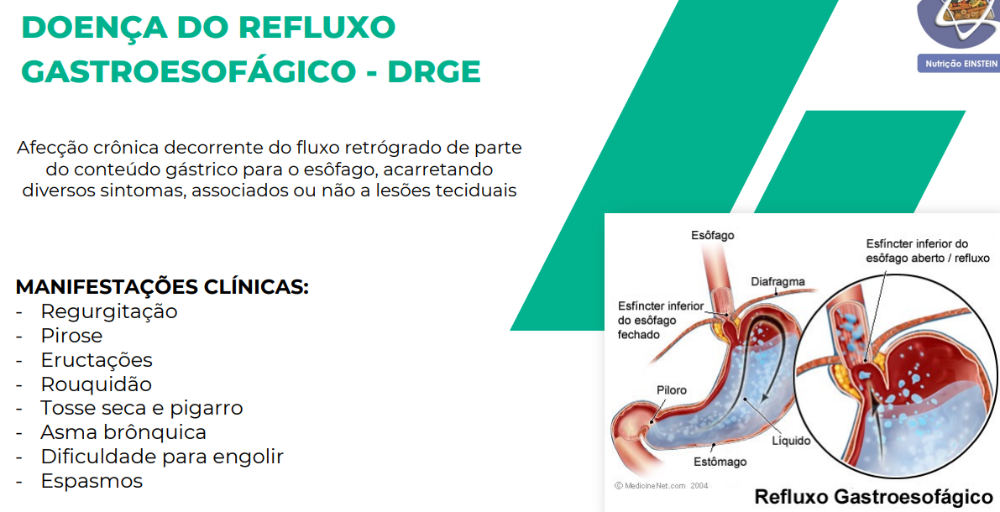 DOENÇA DO REFLUXO
GASTROESOFÁGICO - DRGE
Nutrição EINSTEIN
Afecção crônica decorrente do fluxo retrógrado de parte
do conteúdo gástrico para o esôfago, acarretando
diversos sintomas, associados ou não a lesões teciduais
MANIFESTAÇÕES CLÍNICAS:
- Regurgitação
- Pirose
- Eructações
- Rouquidão
- Tosse seca e pigarro
- Asma brônquica
- Dificuldade para engolir
- Espasmos
Esôfago
Esfíncter inferior do
esôfago aberto / refluxo
Diafragma
Esfíncter inferior
do esôfago
fechado
Piloro
Líquido
Estômago
© MedicineNet.com 2004
Refluxo Gastroesofágico